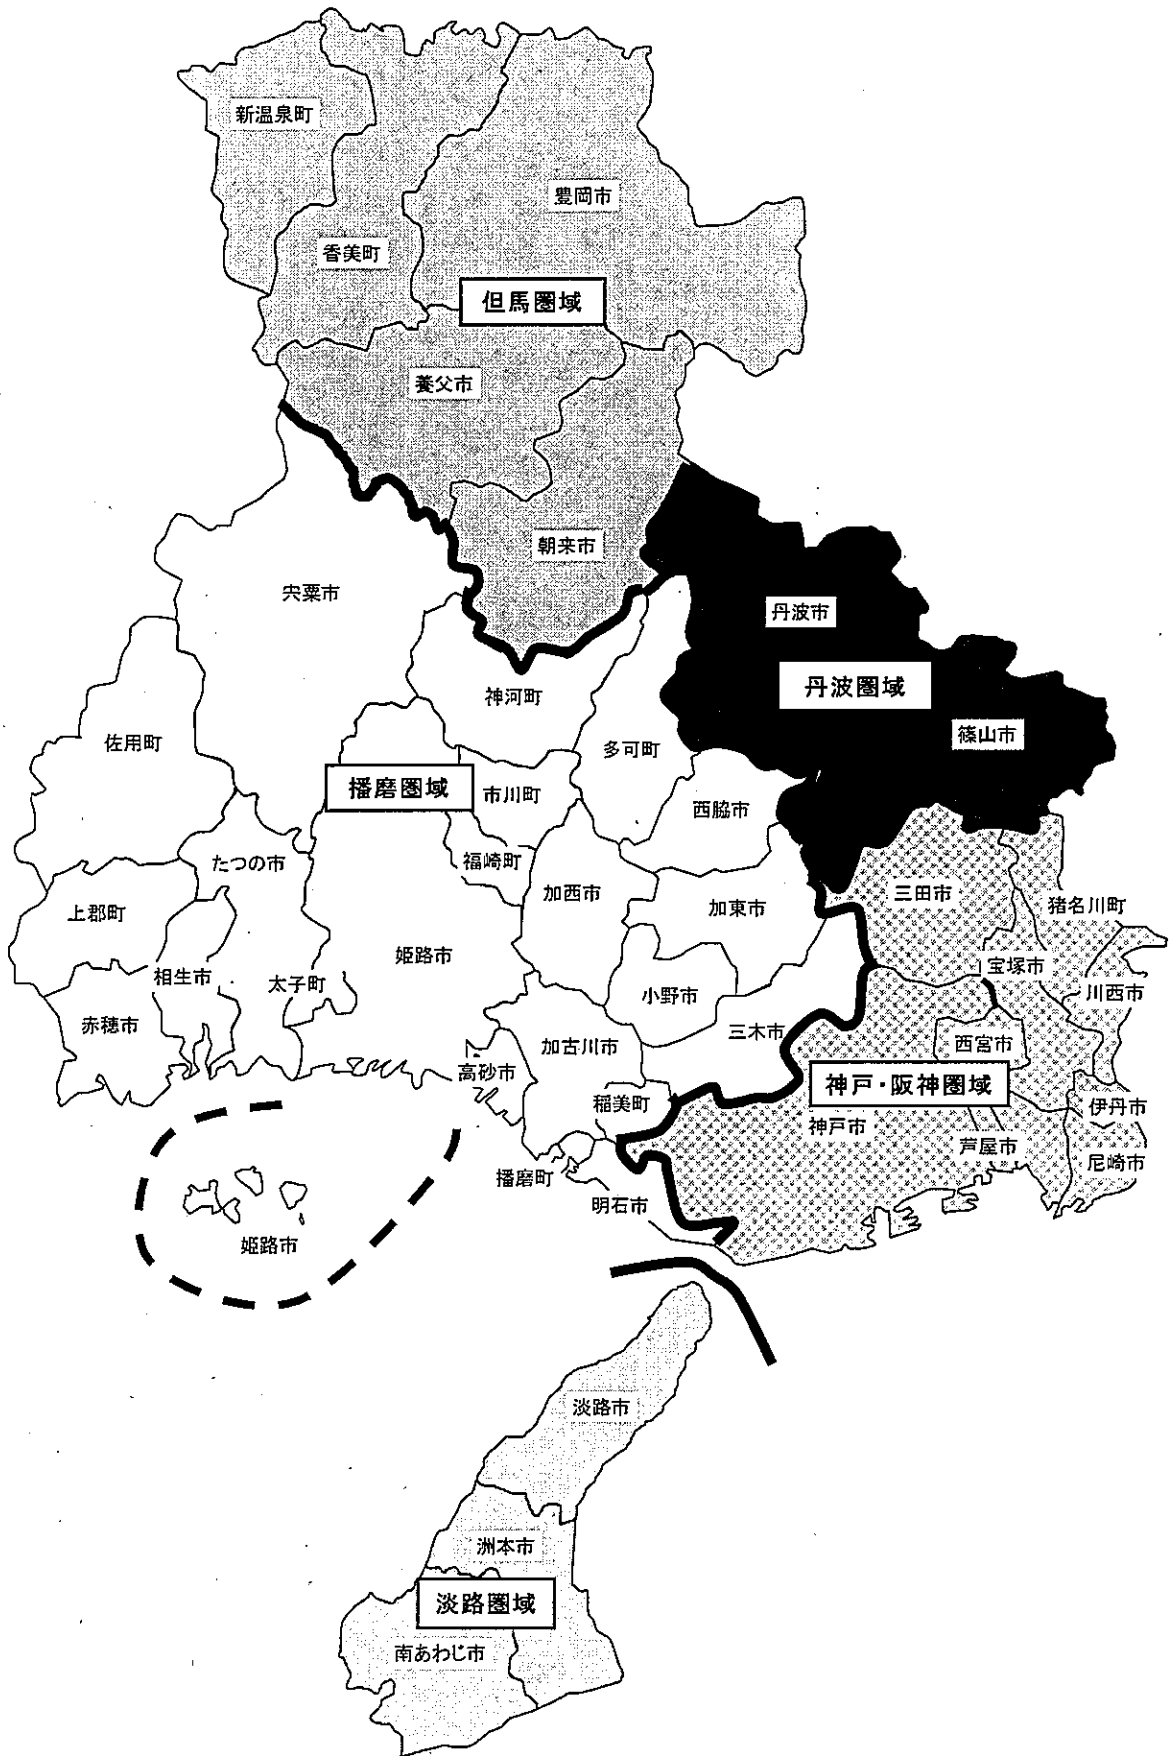 新温泉町
豊岡市
香美町
但馬圏域
養父市
朝来市
宍粟市
丹波市
丹波圏域
神河町
篠山市
佐用町
多可町
播磨圏域
市川町
西脇市
たつの市
福崎町
加西市
三田市
上郡町
加東市
猪名川町
姫路市
相生市
太子町
小野市
宝塚市
川西市
赤穂市
三木市
加古川市
西宮市
高砂市
神戸・阪神圏域
稲美町
伊丹市
神戸市
芦屋市
播磨町
尼崎市
明石市
姫路市
淡路市
洲本市
淡路圏域
南あわじ市